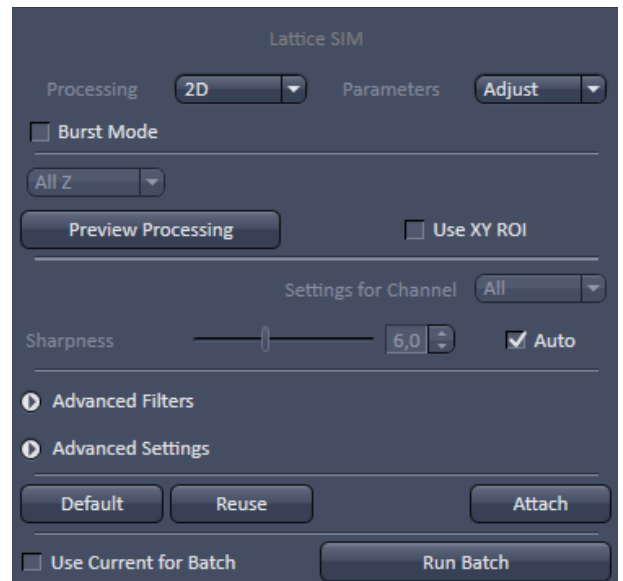 Lattice SIM
Processing 2D Parameters Adjust
Burst Mode
All Z
Preview Processing Use XY ROI
Settings for Channel All
Sharpness 6,0 Auto
Advanced Filters
Advanced Settings
Default Reuse Attach
Use Current for Batch Run Batch